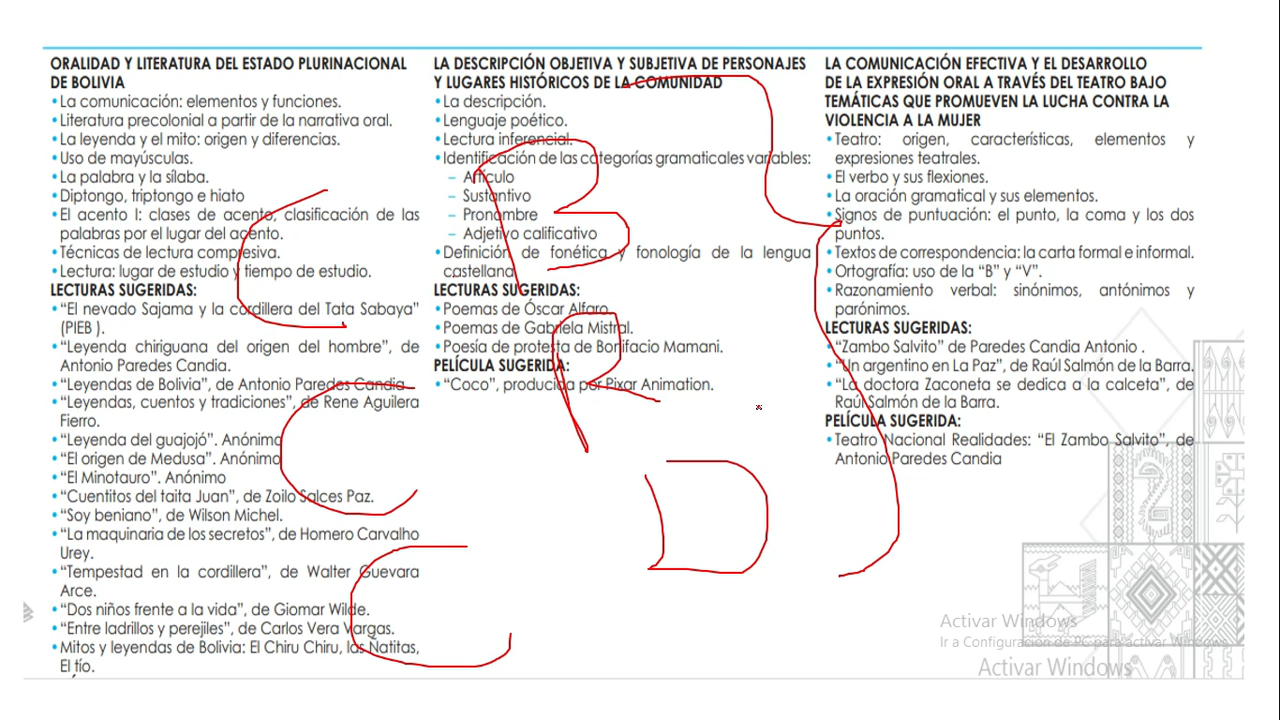 ORALIDAD Y LITERATURA DEL ESTADO PLURINACIONAL
DE BOLIVIA
•La comunicación: elementos y funciones.
•Literatura precolonial a partir de la narrativa oral.
•La leyenda y el mito: origen y diferencias.
•Uso de mayúsculas.
•La palabra y la sílaba.
•Diptongo, triptongo e hiato
•El acento I: clases de acento, clasificación de las
palabras por el lugar del acento.
•Técnicas de lectura compresiva.
•Lectura: lugar de estudio y tiempo de estudio.
LECTURAS SUGERIDAS:
•“El nevado Sajama y la cordillera del Tata Sabaya”
(PIEB ).
•“Leyenda chiriguana del origen del hombre”, de
Antonio Paredes Candia.
•“Leyendas de Bolivia”, de Antonio Paredes Candia.
•“Leyendas, cuentos y tradiciones”, de Rene Aguilera
Fierro.
•“Leyenda del guajojó”. Anónimo
•“El origen de Medusa”. Anónimo
•“El Minotauro”. Anónimo
•“Cuentitos del taita Juan”, de Zoilo Salces Paz.
•“Soy beniano”, de Wilson Michel.
•“La maquinaria de los secretos”, de Homero Carvalho
Urey.
•“Tempestad en la cordillera”, de Walter Guevara
Arce.
•“Dos niños frente a la vida”, de Giomar Wilde.
•“Entre ladrillos y perejiles”, de Carlos Vera Vargas.
•Mitos y leyendas de Bolivia: El Chiru Chiru, las Ñatitas,
El tío.
LA DESCRIPCIÓN OBJETIVA Y SUBJETIVA DE PERSONAJES
Y LUGARES HISTÓRICOS DE LA COMUNIDAD
•La descripción.
•Lenguaje poético.
•Lectura inferencial.
•Identificación de las categorías gramaticales variables:
– Artículo
– Sustantivo
– Pronombre
– Adjetivo calificativo
•Definición de fonética y fonología de la lengua
castellana
LECTURAS SUGERIDAS:
•Poemas de Óscar Alfaro.
•Poemas de Gabriela Mistral.
•Poesía de protesta de Bonifacio Mamani.
PELÍCULA SUGERIDA:
•“Coco”, producida por Pixar Animation.
LA COMUNICACIÓN EFECTIVA Y EL DESARROLLO
DE LA EXPRESIÓN ORAL A TRAVÉS DEL TEATRO BAJO
TEMÁTICAS QUE PROMUEVEN LA LUCHA CONTRA LA
VIOLENCIA A LA MUJER
•Teatro: origen, características, elementos y
expresiones teatrales.
•El verbo y sus flexiones.
•La oración gramatical y sus elementos.
•Signos de puntuación: el punto, la coma y los dos
puntos.
•Textos de correspondencia: la carta formal e informal.
•Ortografía: uso de la “B” y “V”.
•Razonamiento verbal: sinónimos, antónimos y
parónimos.
LECTURAS SUGERIDAS:
•“Zambo Salvito” de Paredes Candia Antonio .
•“Un argentino en La Paz”, de Raúl Salmón de la Barra.
•“La doctora Zaconeta se dedica a la calceta”, de
Raúl Salmón de la Barra.
PELÍCULA SUGERIDA:
•Teatro Nacional Realidades: “El Zambo Salvito”, de
Antonio Paredes Candia
C
C
C
B
R
D
Activar Windows
Ir a Configuración de PC para activar Windows.
Activar Windows